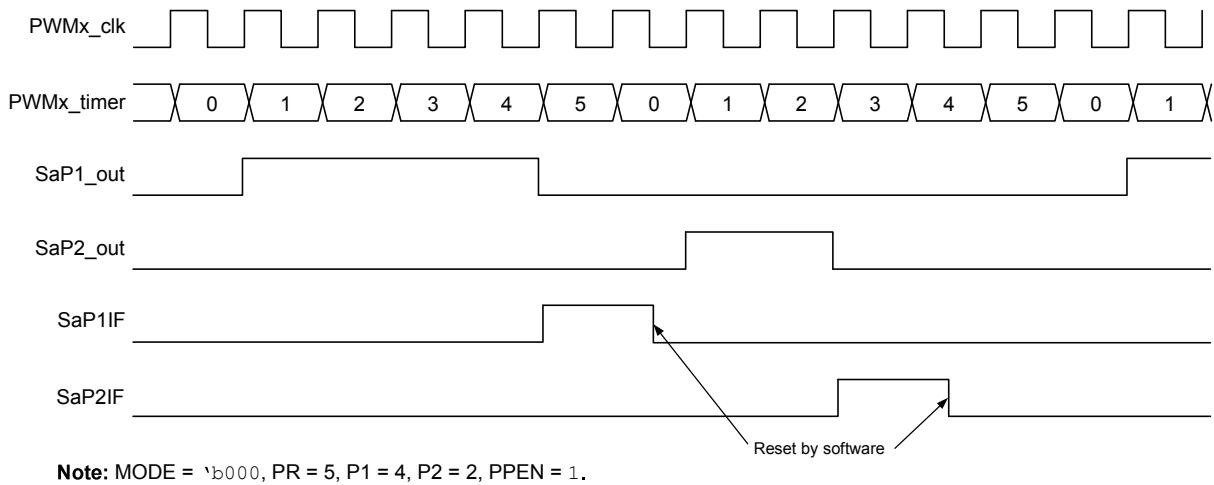 PWMx_clk
PWMx_timer 0 1 2 3 4 5 0 1 2 3 4 5 0 1
SaP1_out
SaP2_out
SaP1IF
SaP2IF
Reset by software
Note: MODE = ‘b000, PR = 5, P1 = 4, P2 = 2, PPEN = 1.